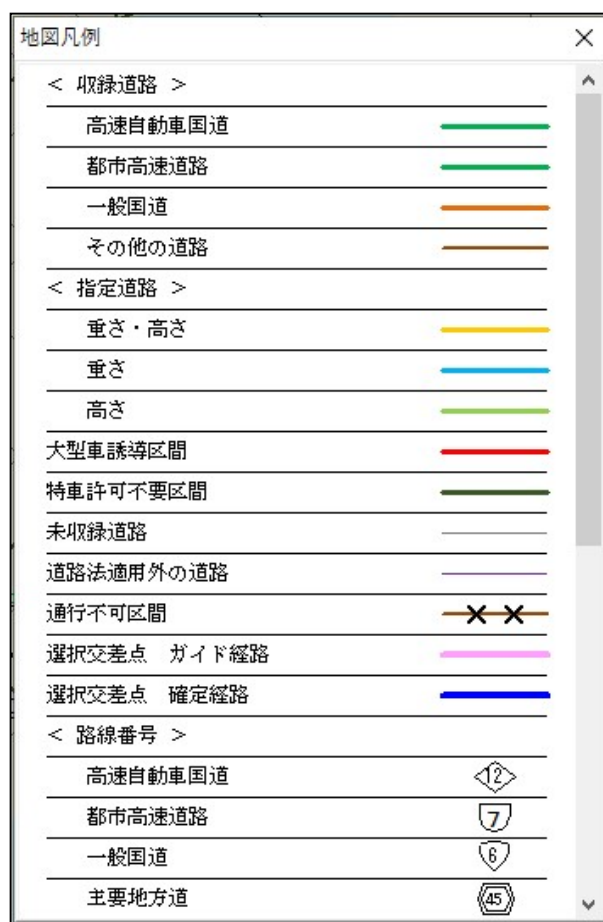 地図凡例
＜ 収録道路 ＞
高速自動車国道
都市高速道路
一般国道
その他の道路
＜ 指定道路 ＞
重さ・高さ
重さ
高さ
大型車誘導区間
特車許可不要区間
未収録道路
道路法適用外の道路
通行不可区間
選択交差点　ガイド経路
選択交差点　確定経路
＜ 路線番号 ＞
高速自動車国道 12
都市高速道路 7
一般国道 6
主要地方道 45